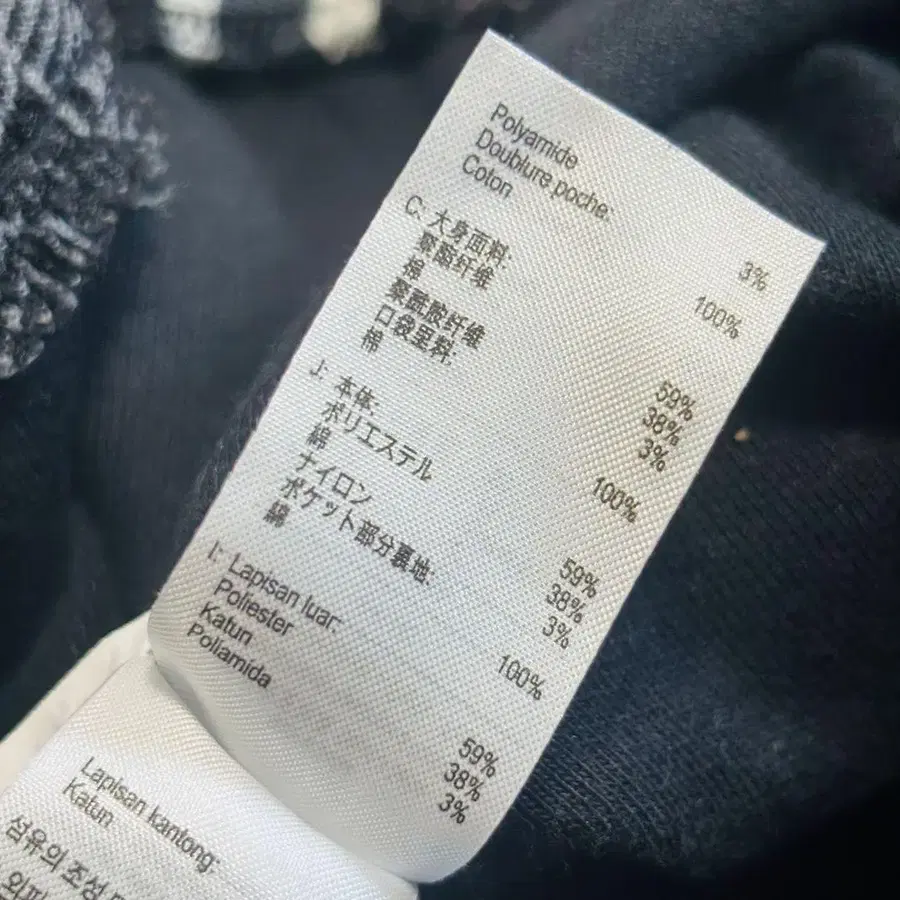 Polyamide 3%
Doublure poche:
Coton 100%
C: 大身面料:
聚酯纤维 59%
棉 38%
聚酰胺纤维 3%
口袋里料:
棉 100%
J: 本体:
ポリエステル 59%
綿 38%
ナイロン 3%
ポケット部分裏地:
綿 100%
I: Lapisan luar:
Poliester 59%
Katun 38%
Poliamida 3%
Lapisan kantong:
Katun
섬유의 조성
외피